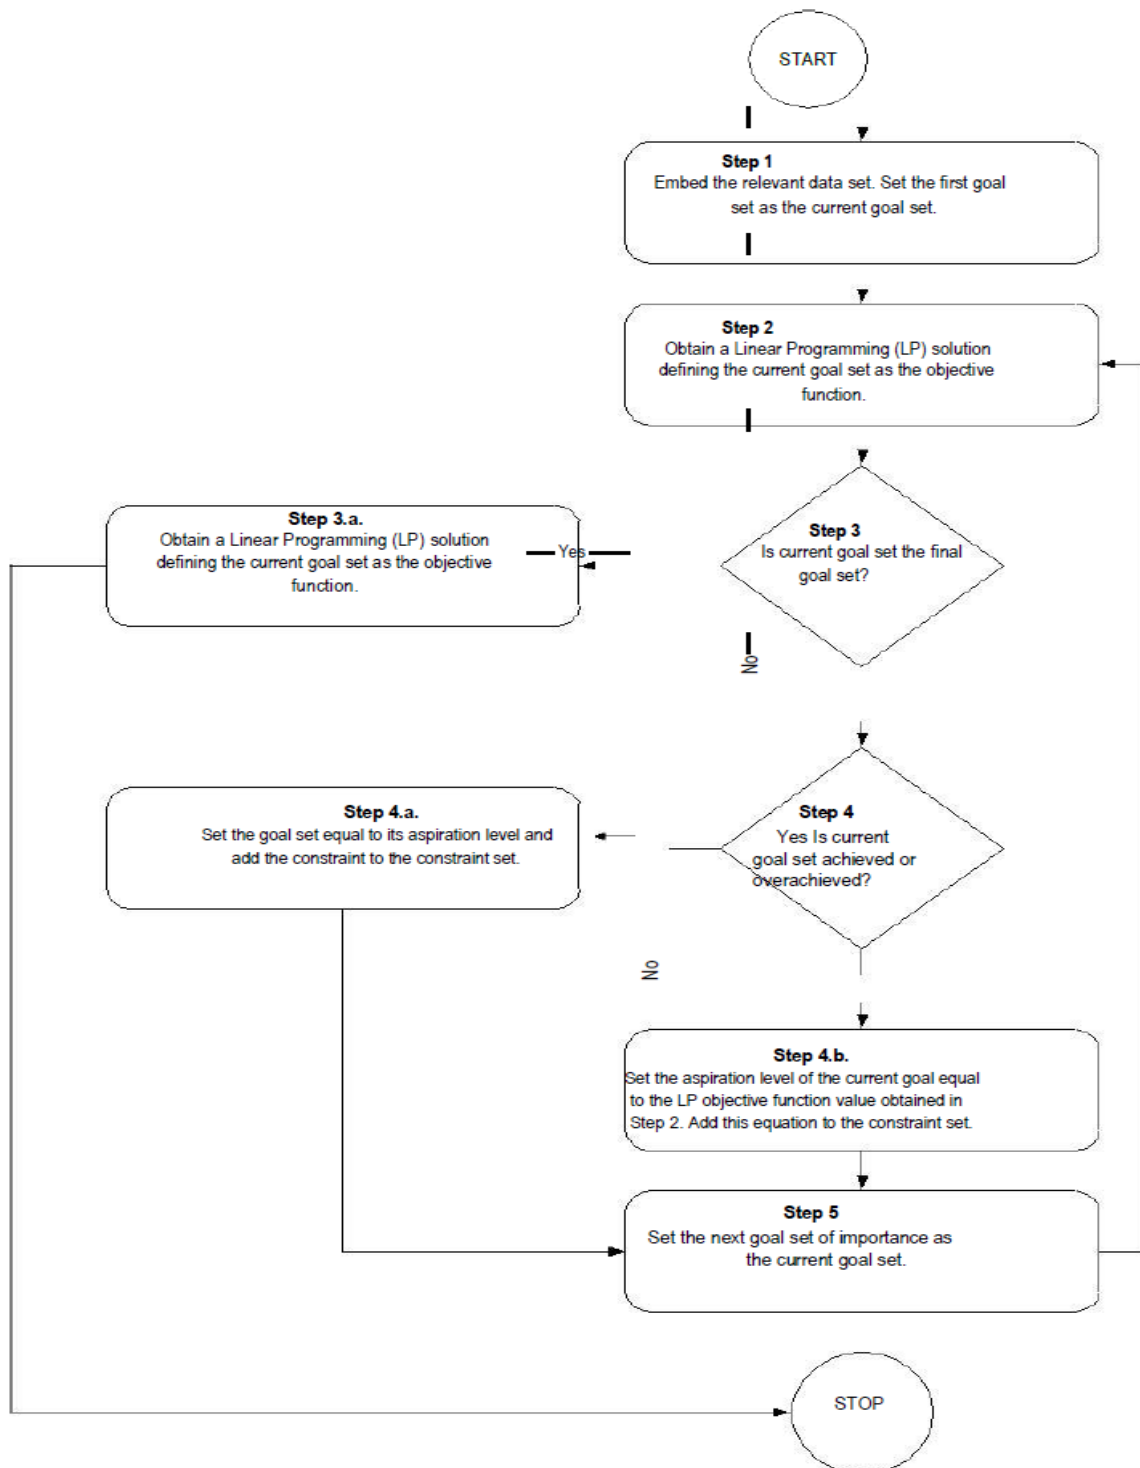 START
Step 1
Embed the relevant data set. Set the first goal
set as the current goal set.
Step 2
Obtain a Linear Programming (LP) solution
defining the current goal set as the objective
function.
Step 3.a.
Obtain a Linear Programming (LP) solution
defining the current goal set as the objective
function.
Yes
Step 3
Is current goal set the final
goal set?
No
Step 4.a.
Set the goal set equal to its aspiration level and
add the constraint to the constraint set.
Step 4
Yes Is current
goal set achieved or
overachieved?
No
Step 4.b.
Set the aspiration level of the current goal equal
to the LP objective function value obtained in
Step 2. Add this equation to the constraint set.
Step 5
Set the next goal set of importance as
the current goal set.
STOP